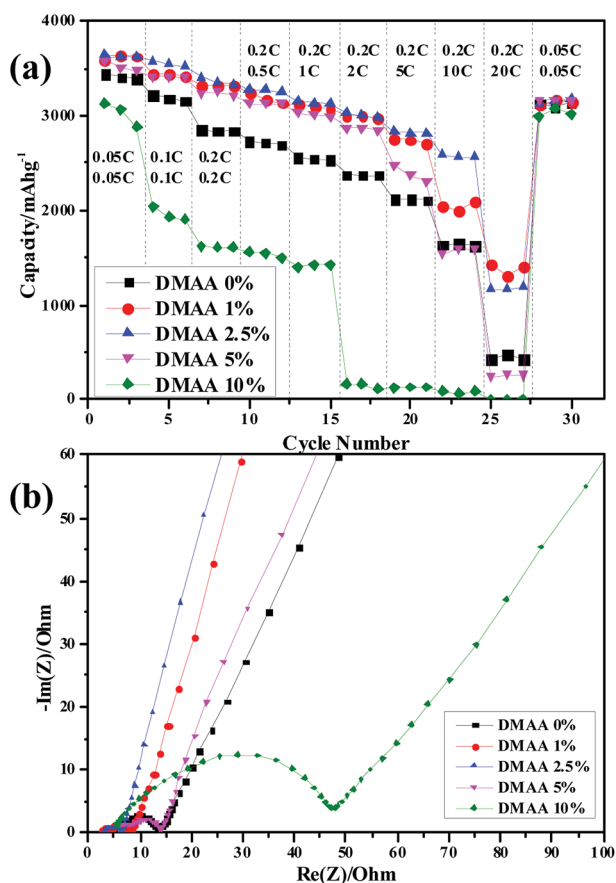 (a)
Capacity/mAhg⁻¹
4000
3000
2000
1000
0
0.05C 0.1C 0.2C
0.05C 0.1C 0.2C
0.2C 0.2C 0.2C 0.2C 0.2C 0.2C 0.05C
0.5C 1C 2C 5C 10C 20C 0.05C
DMAA 0%
DMAA 1%
DMAA 2.5%
DMAA 5%
DMAA 10%
0 5 10 15 20 25 30
Cycle Number
(b)
-Im(Z)/Ohm
60
50
40
30
20
10
0
DMAA 0%
DMAA 1%
DMAA 2.5%
DMAA 5%
DMAA 10%
0 10 20 30 40 50 60 70 80 90 100
Re(Z)/Ohm